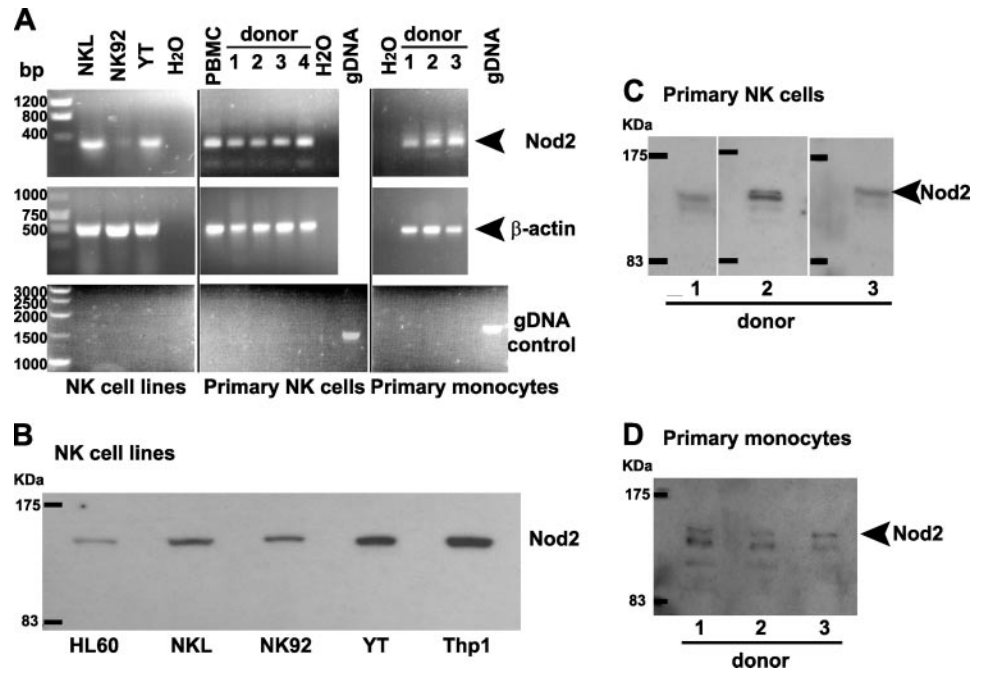 A
bp
NKL NK92 YT H2O
PBMC donor 1 2 3 4 H2O gDNA
H2O donor 1 2 3 gDNA
1200
800
400
Nod2
1000
750
500
β-actin
3000
2500
2000
1500
1000
gDNA
control
NK cell lines Primary NK cells Primary monocytes
B NK cell lines
KDa
175
Nod2
83
HL60 NKL NK92 YT Thp1
C Primary NK cells
KDa
175
Nod2
83
1 2 3
donor
D Primary monocytes
KDa
175
Nod2
83
1 2 3
donor